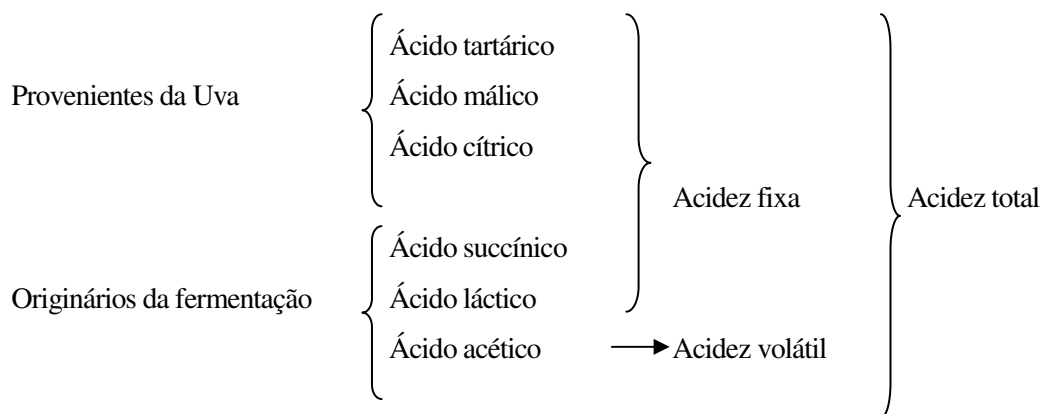 Ácido tartárico
Provenientes da Uva
Ácido málico
Ácido cítrico
Acidez fixa
Acidez total
Ácido succínico
Originários da fermentação
Ácido láctico
Ácido acético
Acidez volátil